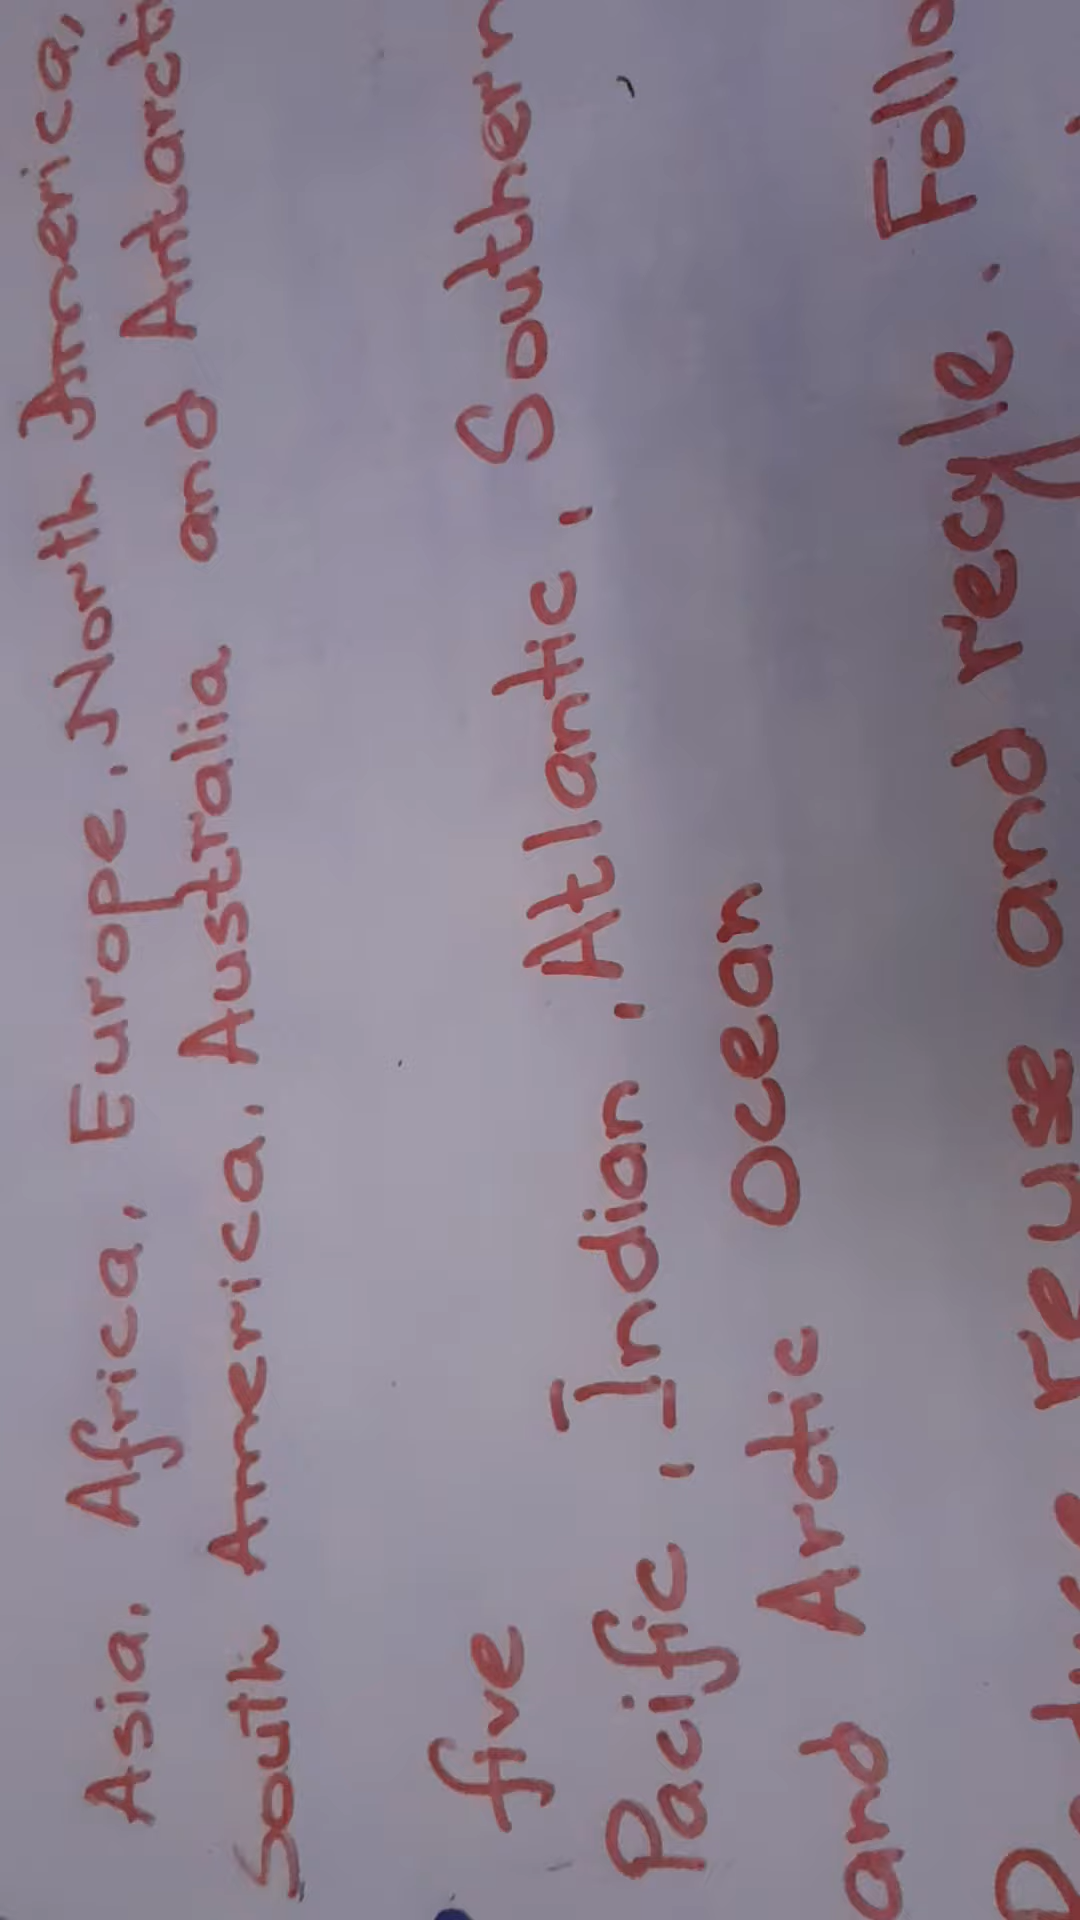 Asia, Africa, Europe, North America,
South America, Australia and Antarcti
five
Pacific, Indian, Atlantic, Southern
and Arctic Ocean
reuse and recyle. Follo